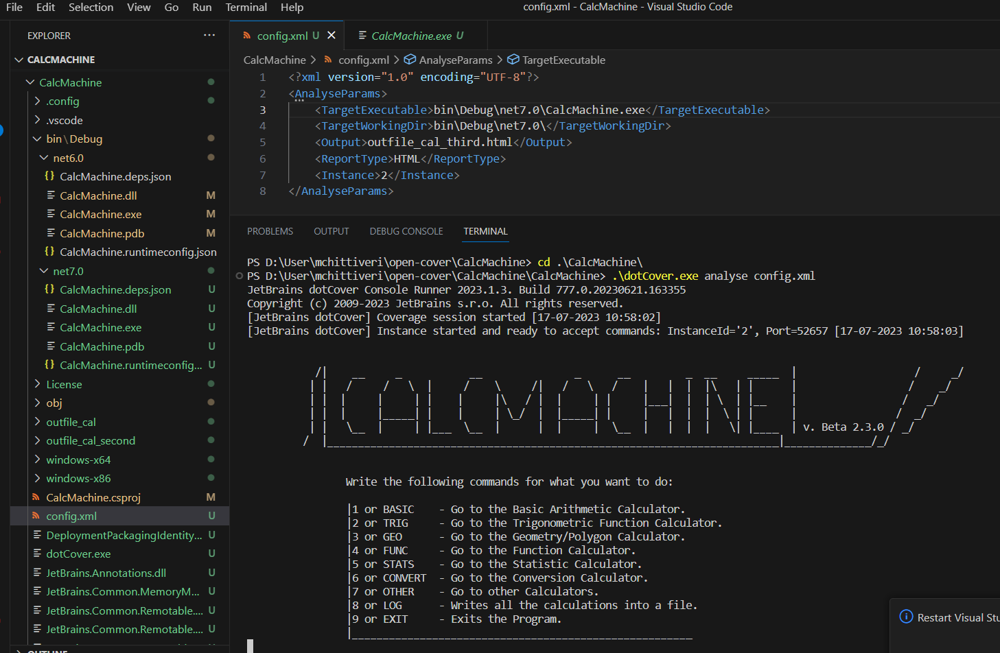 File Edit Selection View Go Run Terminal Help
config.xml - CalcMachine - Visual Studio Code
EXPLORER
CALCMACHINE
CalcMachine
.config
.vscode
bin\Debug
net6.0
{} CalcMachine.deps.json
CalcMachine.dll M
CalcMachine.exe M
CalcMachine.pdb M
{} CalcMachine.runtimeconfig.json
net7.0
{} CalcMachine.deps.json U
CalcMachine.dll U
CalcMachine.exe U
CalcMachine.pdb U
{} CalcMachine.runtimeconfig... U
License
obj
outfile_cal
outfile_cal_second
windows-x64
windows-x86
CalcMachine.csproj M
config.xml U
DeploymentPackagingIdentity... U
dotCover.exe U
JetBrains.Annotations.dll U
JetBrains.Common.MemoryM... U
JetBrains.Common.Remotable.... U
JetBrains.Common.Remotable.... U
OUTLINE
config.xml U
CalcMachine.exe U
CalcMachine > config.xml > AnalyseParams > TargetExecutable
1 <?xml version="1.0" encoding="UTF-8"?>
2 <AnalyseParams>
3 <TargetExecutable>bin\Debug\net7.0\CalcMachine.exe</TargetExecutable>
4 <TargetWorkingDir>bin\Debug\net7.0\</TargetWorkingDir>
5 <Output>outfile_cal_third.html</Output>
6 <ReportType>HTML</ReportType>
7 <Instance>2</Instance>
8 </AnalyseParams>
PROBLEMS OUTPUT DEBUG CONSOLE TERMINAL
PS D:\User\mchittiveri\open-cover\CalcMachine> cd .\CalcMachine\
PS D:\User\mchittiveri\open-cover\CalcMachine\CalcMachine> .\dotCover.exe analyse config.xml
JetBrains dotCover Console Runner 2023.1.3. Build 777.0.20230621.163355
Copyright (c) 2009-2023 JetBrains s.r.o. All rights reserved.
[JetBrains dotCover] Coverage session started [17-07-2023 10:58:02]
[JetBrains dotCover] Instance started and ready to accept commands: InstanceId='2', Port=52657 [17-07-2023 10:58:03]
CALCMACHINE
v. Beta 2.3.0
Write the following commands for what you want to do:
|1 or BASIC - Go to the Basic Arithmetic Calculator.
|2 or TRIG - Go to the Trigonometric Function Calculator.
|3 or GEO - Go to the Geometry/Polygon Calculator.
|4 or FUNC - Go to the Function Calculator.
|5 or STATS - Go to the Statistic Calculator.
|6 or CONVERT - Go to the Conversion Calculator.
|7 or OTHER - Go to other Calculators.
|8 or LOG - Writes all the calculations into a file.
|9 or EXIT - Exits the Program.
Restart Visual Stu